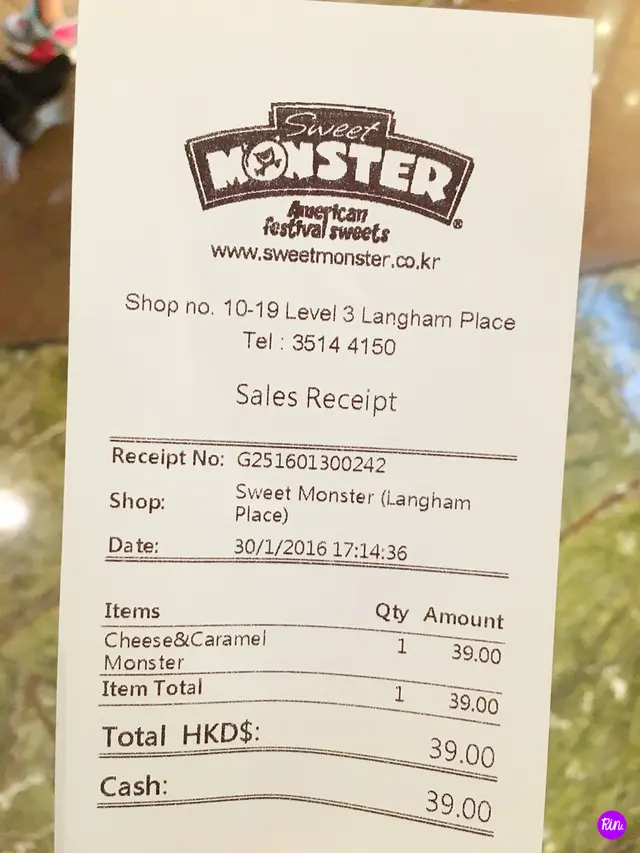 Sweet
MONSTER
American
festival sweets
®
www.sweetmonster.co.kr
Shop no. 10-19 Level 3 Langham Place
Tel : 3514 4150
Sales Receipt
Receipt No: G251601300242
Shop: Sweet Monster (Langham
Place)
Date: 30/1/2016 17:14:36
Items Qty Amount
Cheese&Caramel 1 39.00
Monster
Item Total 1 39.00
Total HKD$: 39.00
Cash: 39.00
Rin.